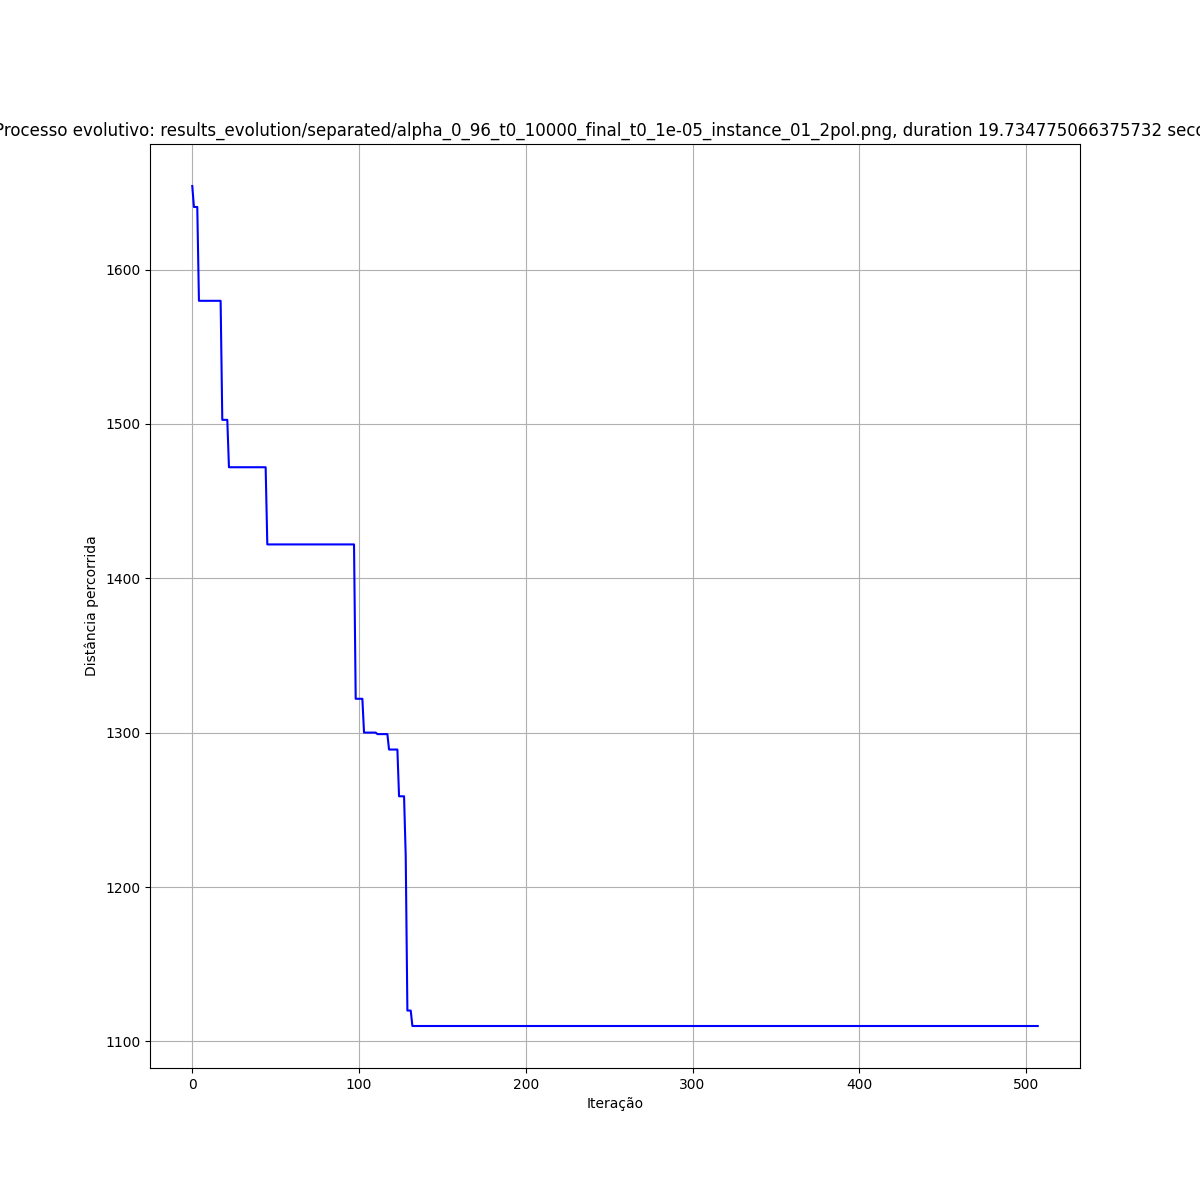 Processo evolutivo: results_evolution/separated/alpha_0_96_t0_10000_final_t0_1e-05_instance_01_2pol.png, duration 19.734775066375732
1600
1500
1400
1300
1200
1100
Distância percorrida
0 100 200 300 400 500
Iteração